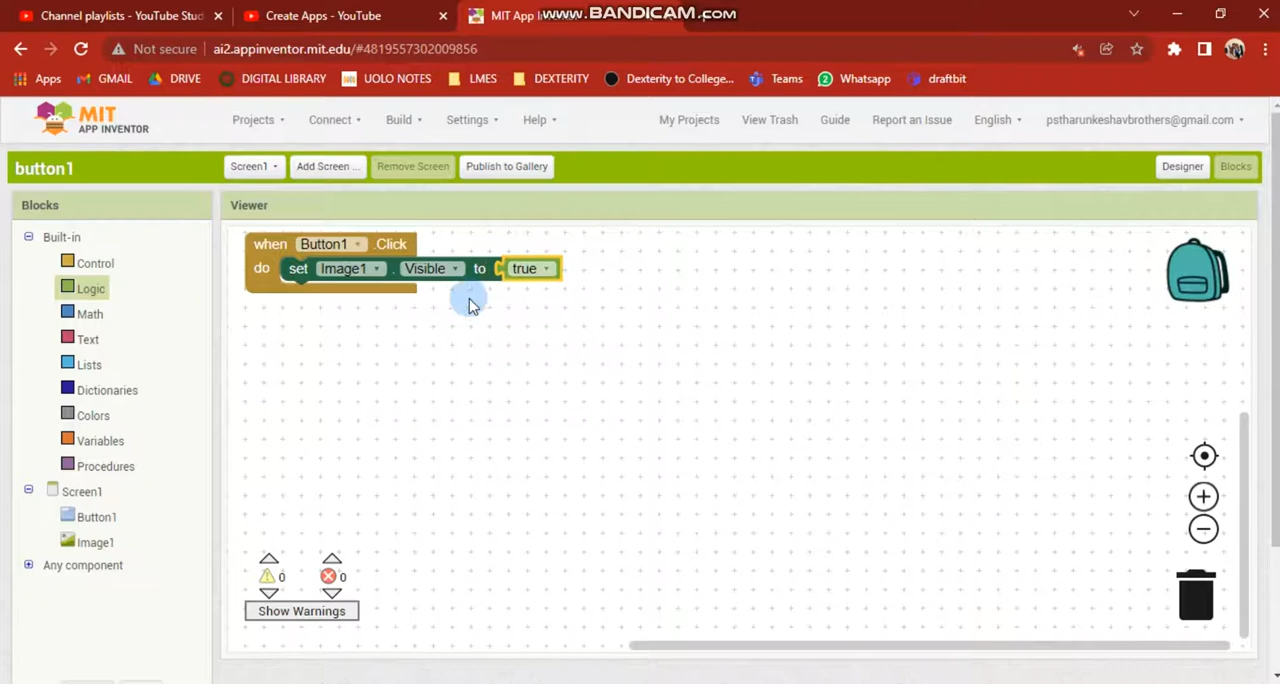 Channel playlists - YouTube Stud
Create Apps - YouTube
MIT App In
www.BANDICAM.com
Not secure
ai2.appinventor.mit.edu/#4819557302009856
Apps
GMAIL
DRIVE
DIGITAL LIBRARY
UOLO NOTES
LMES
DEXTERITY
Dexterity to College...
Teams
2
Whatsapp
draftbit
MIT
APP INVENTOR
Projects
Connect
Build
Settings
Help
My Projects
View Trash
Guide
Report an Issue
English
pstharunkeshavbrothers@gmail.com
button1
Screen1
Add Screen ...
Remove Screen
Publish to Gallery
Designer
Blocks
Blocks
Viewer
Built-in
Control
Logic
Math
Text
Lists
Dictionaries
Colors
Variables
Procedures
Screen1
Button1
Image1
Any component
when Button1 .Click
do set Image1 . Visible to true
0 0
Show Warnings